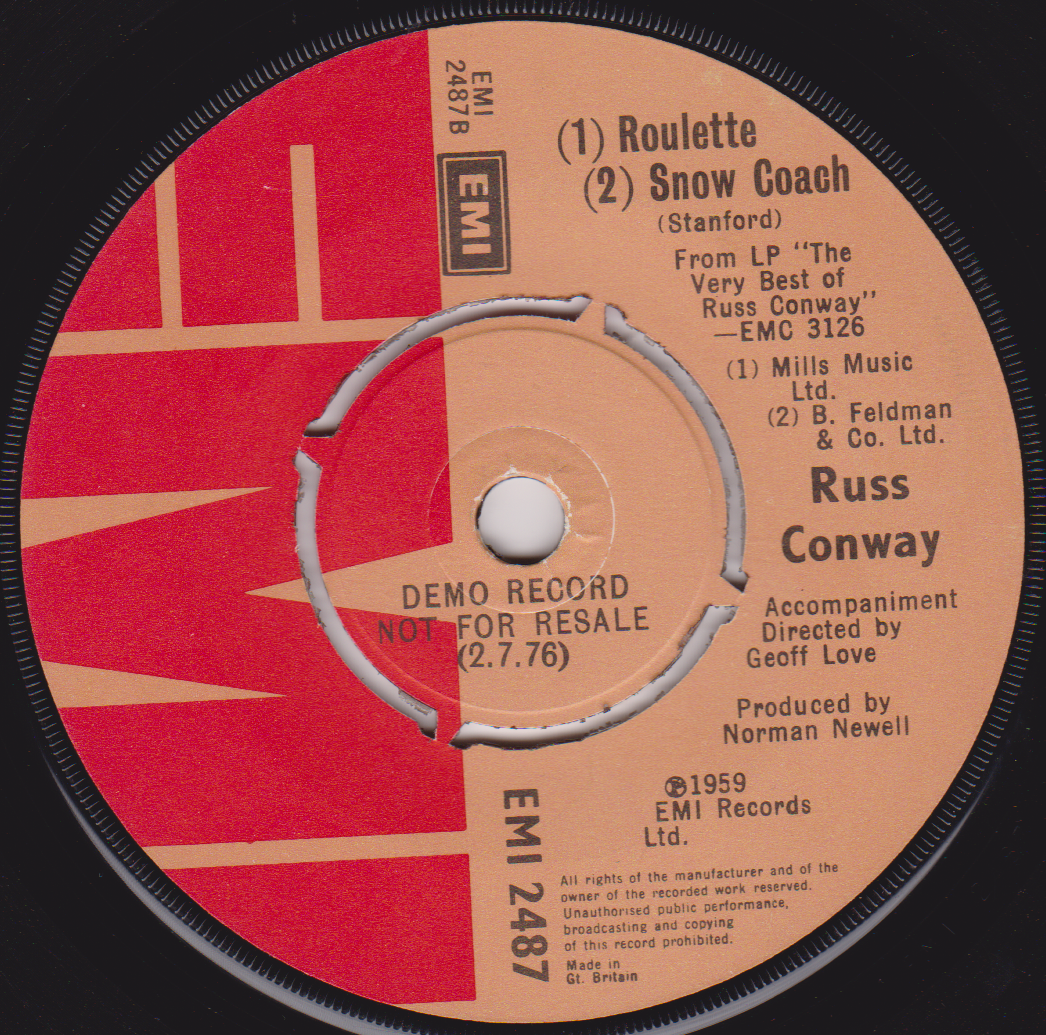 EMI
2487B
EMI
(1) Roulette
(2) Snow Coach
(Stanford)
From LP "The
Very Best of
Russ Conway"
—EMC 3126
(1) Mills Music
Ltd.
(2) B. Feldman
& Co. Ltd.
Russ
Conway
DEMO RECORD
NOT FOR RESALE
(2.7.76)
Accompaniment
Directed by
Geoff Love
Produced by
Norman Newell
℗1959
EMI Records
Ltd.
EMI 2487
All rights of the manufacturer and of the
owner of the recorded work reserved.
Unauthorised public performance,
broadcasting and copying
of this record prohibited.
Made in
Gt. Britain
EMI